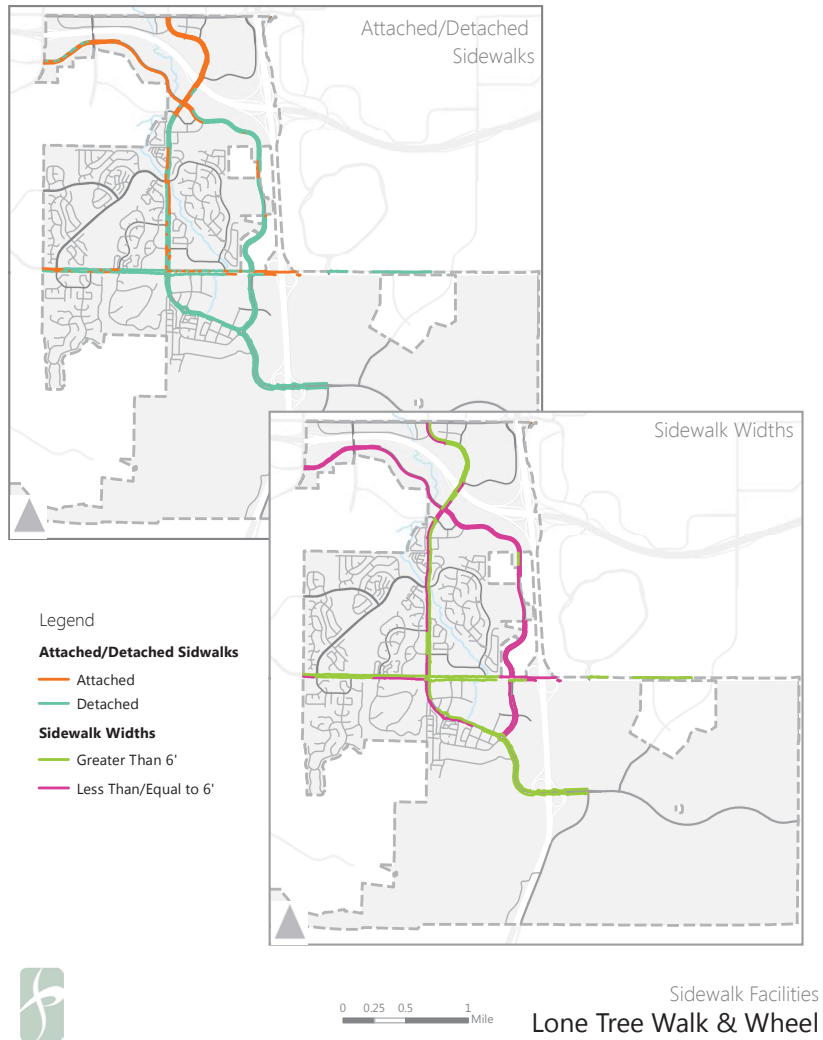 Attached/Detached
Sidewalks
Sidewalk Widths
Legend
Attached/Detached Sidwalks
Attached
Detached
Sidewalk Widths
Greater Than 6'
Less Than/Equal to 6'
0 0.25 0.5 1
Mile
Sidewalk Facilities
Lone Tree Walk & Wheel